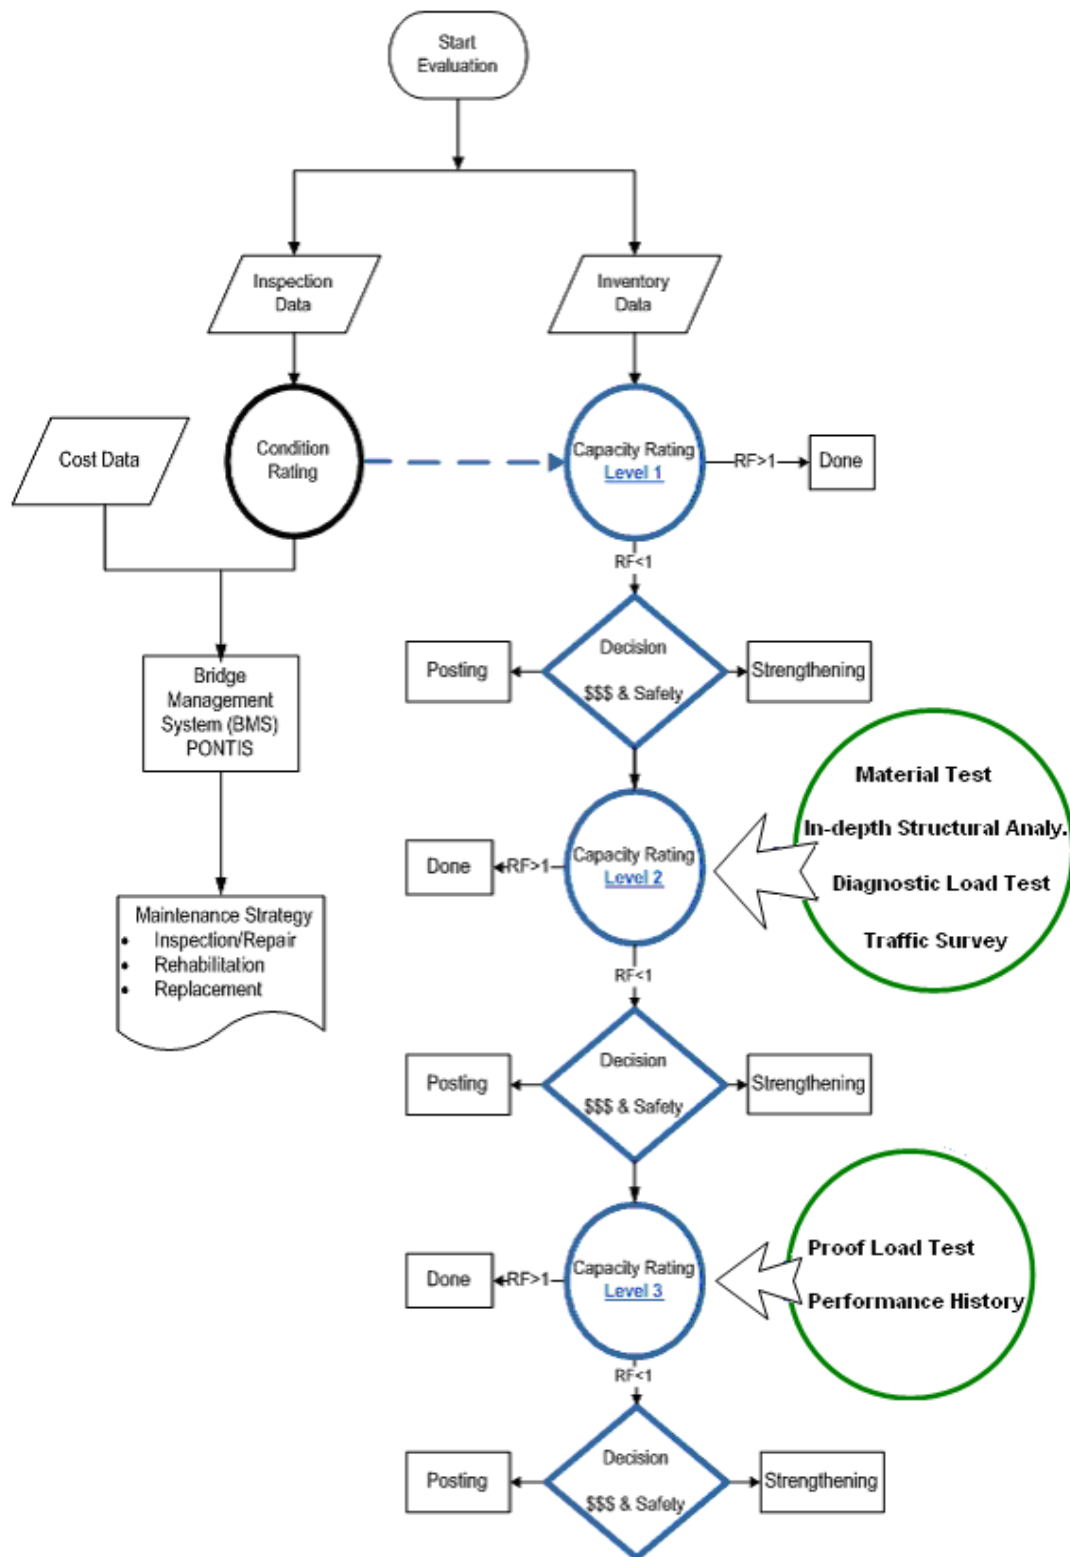 Start
Evaluation
Inspection
Data
Inventory
Data
Cost Data
Condition
Rating
Capacity Rating
Level 1
RF>1
Done
RF<1
Posting
Decision
$$$ & Safely
Strengthening
Bridge
Management
System (BMS)
PONTIS
Material Test
In-depth Structural Analy.
Diagnostic Load Test
Traffic Survey
Done
RF>1
Capacity Rating
Level 2
Maintenance Strategy
• Inspection/Repair
• Rehabilitation
• Replacement
RF<1
Posting
Decision
$$$ & Safety
Strengthening
Proof Load Test
Performance History
Done
RF>1
Capacity Rating
Level 3
RF<1
Posting
Decision
$$$ & Safety
Strengthening